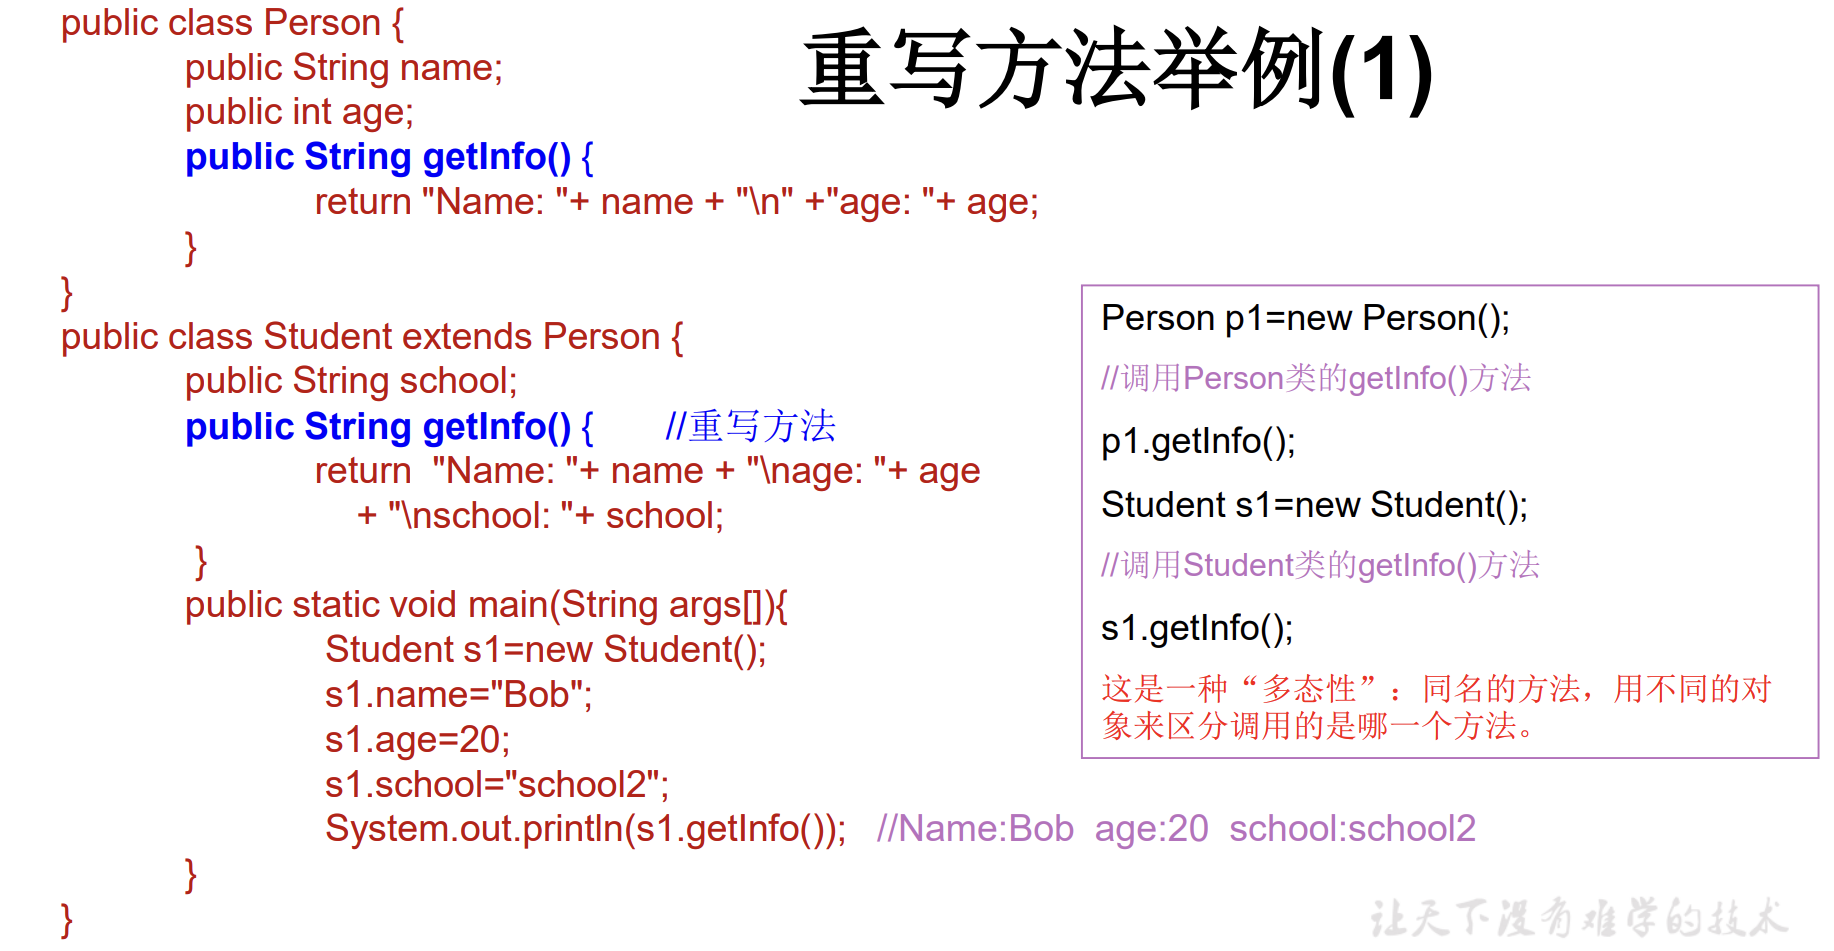 重写方法举例(1)
public class Person {
public String name;
public int age;
public String getInfo() {
return "Name: "+ name + "\n" +"age: "+ age;
}
}
public class Student extends Person {
public String school;
public String getInfo() { //重写方法
return "Name: "+ name + "\nage: "+ age
+ "\nschool: "+ school;
}
public static void main(String args[]){
Student s1=new Student();
s1.name="Bob";
s1.age=20;
s1.school="school2";
System.out.println(s1.getInfo()); //Name:Bob age:20 school:school2
}
}
Person p1=new Person();
//调用Person类的getInfo()方法
p1.getInfo();
Student s1=new Student();
//调用Student类的getInfo()方法
s1.getInfo();
这是一种“多态性”：同名的方法，用不同的对
象来区分调用的是哪一个方法。
让天下没有难学的技术